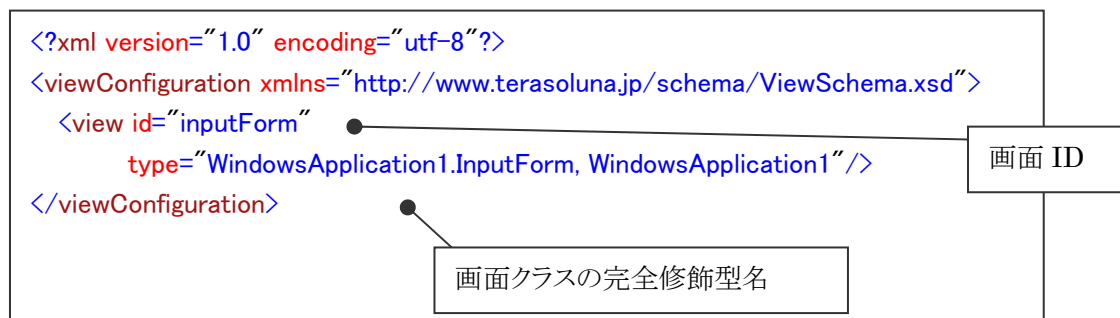 <?xml version="1.0" encoding="utf-8"?>
<viewConfiguration xmlns="http://www.terasoluna.jp/schema/ViewSchema.xsd">
<view id="inputForm"
type="WindowsApplication1.InputForm, WindowsApplication1"/>
</viewConfiguration>
画面 ID
画面クラスの完全修飾型名